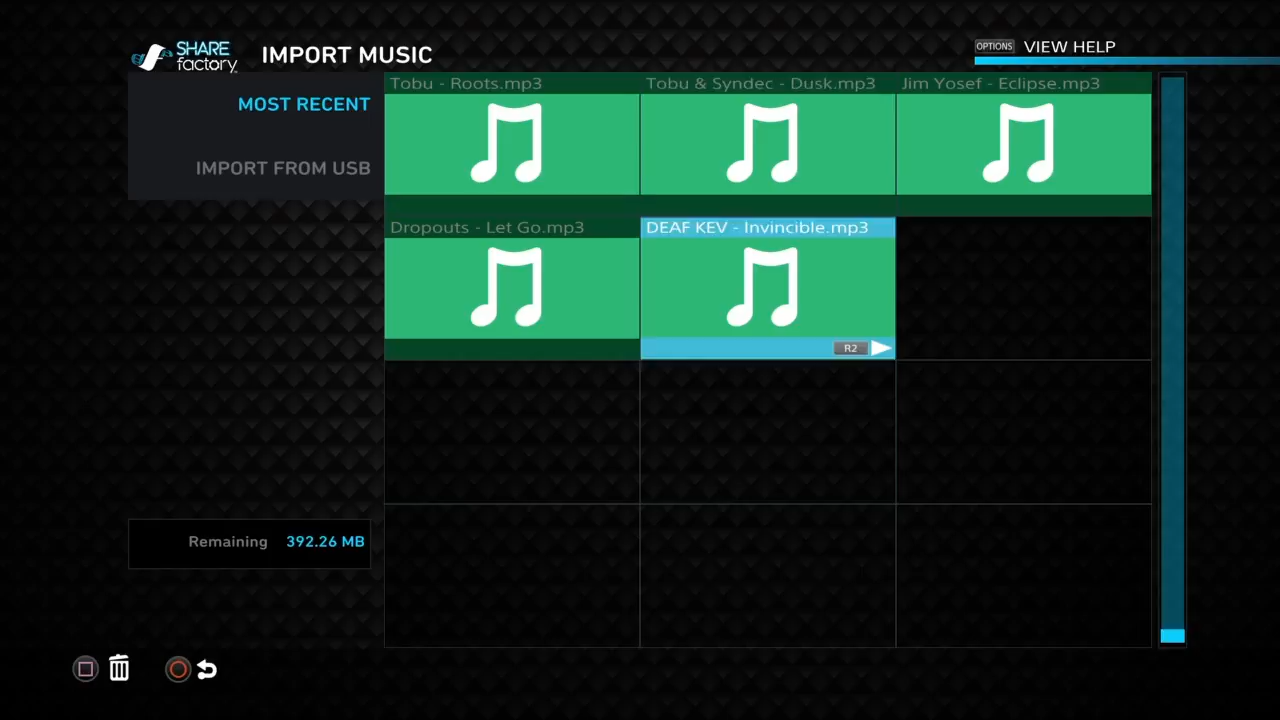 SHARE
factory™
IMPORT MUSIC
OPTIONS VIEW HELP
MOST RECENT
IMPORT FROM USB
Tobu - Roots.mp3
Tobu & Syndec - Dusk.mp3
Jim Yosef - Eclipse.mp3
Dropouts - Let Go.mp3
DEAF KEV - Invincible.mp3
R2
Remaining 392.26 MB